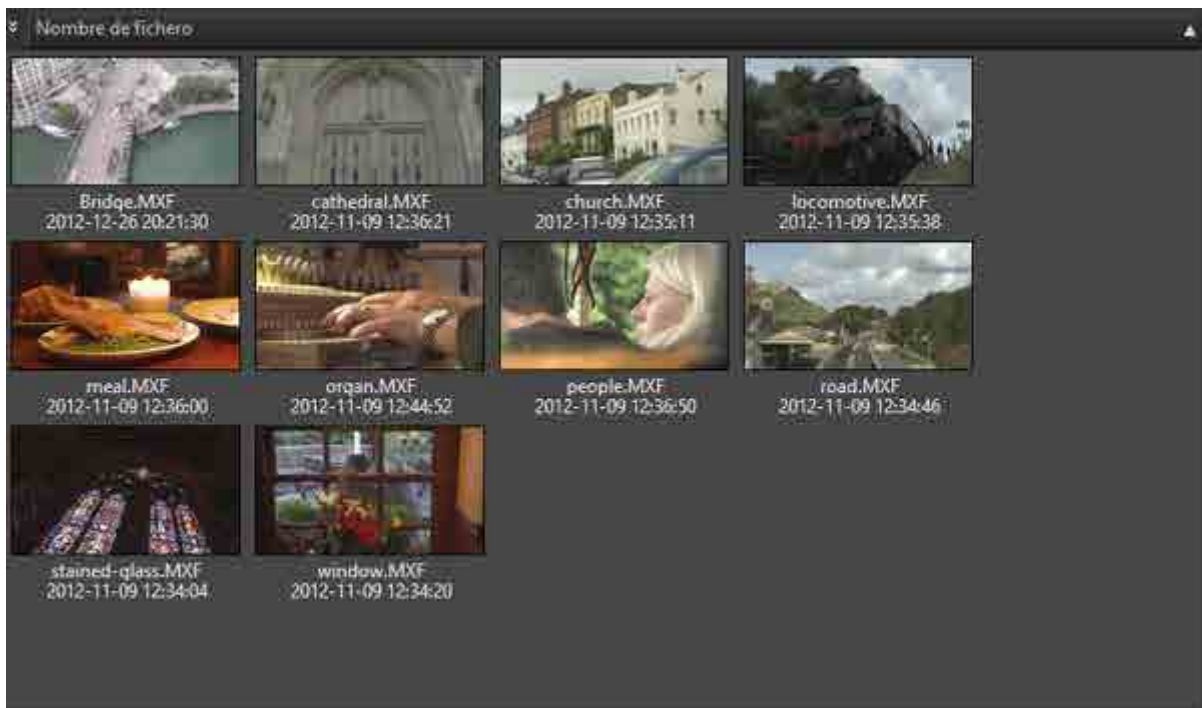 Nombre de fichero
Bridge.MXF
2012-12-26 20:21:30
cathedral.MXF
2012-11-09 12:36:21
church.MXF
2012-11-09 12:35:11
locomotive.MXF
2012-11-09 12:35:38
meal.MXF
2012-11-09 12:36:00
organ.MXF
2012-11-09 12:44:52
people.MXF
2012-11-09 12:36:50
road.MXF
2012-11-09 12:34:46
stained-glass.MXF
2012-11-09 12:34:04
window.MXF
2012-11-09 12:34:20